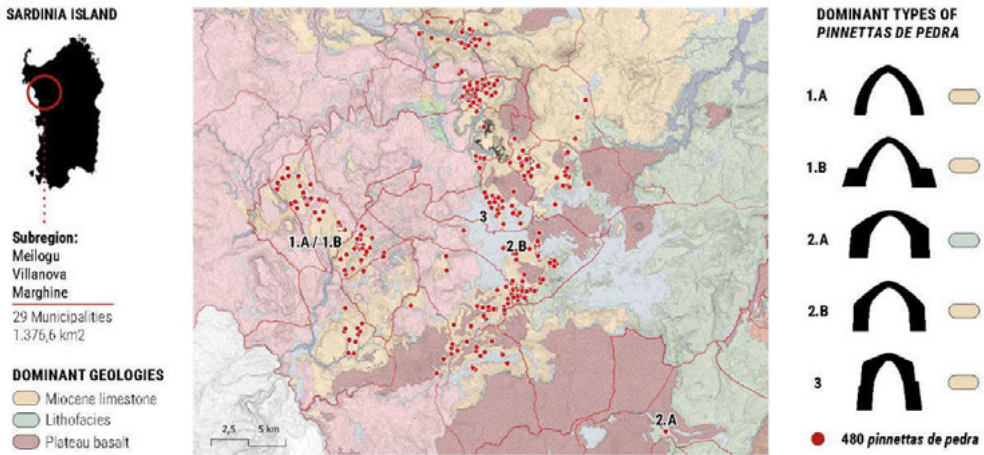 SARDINIA ISLAND
Subregion:
Meilogu
Villanova
Marghine
29 Municipalities
1.376,6 km2
DOMINANT GEOLOGIES
Miocene limestone
Lithofacies
Plateau basalt
1.A / 1.B
3
2.B
2.A
2,5
5 km
DOMINANT TYPES OF
PINNETTAS DE PEDRA
1.A
1.B
2.A
2.B
3
480 pinnettas de pedra